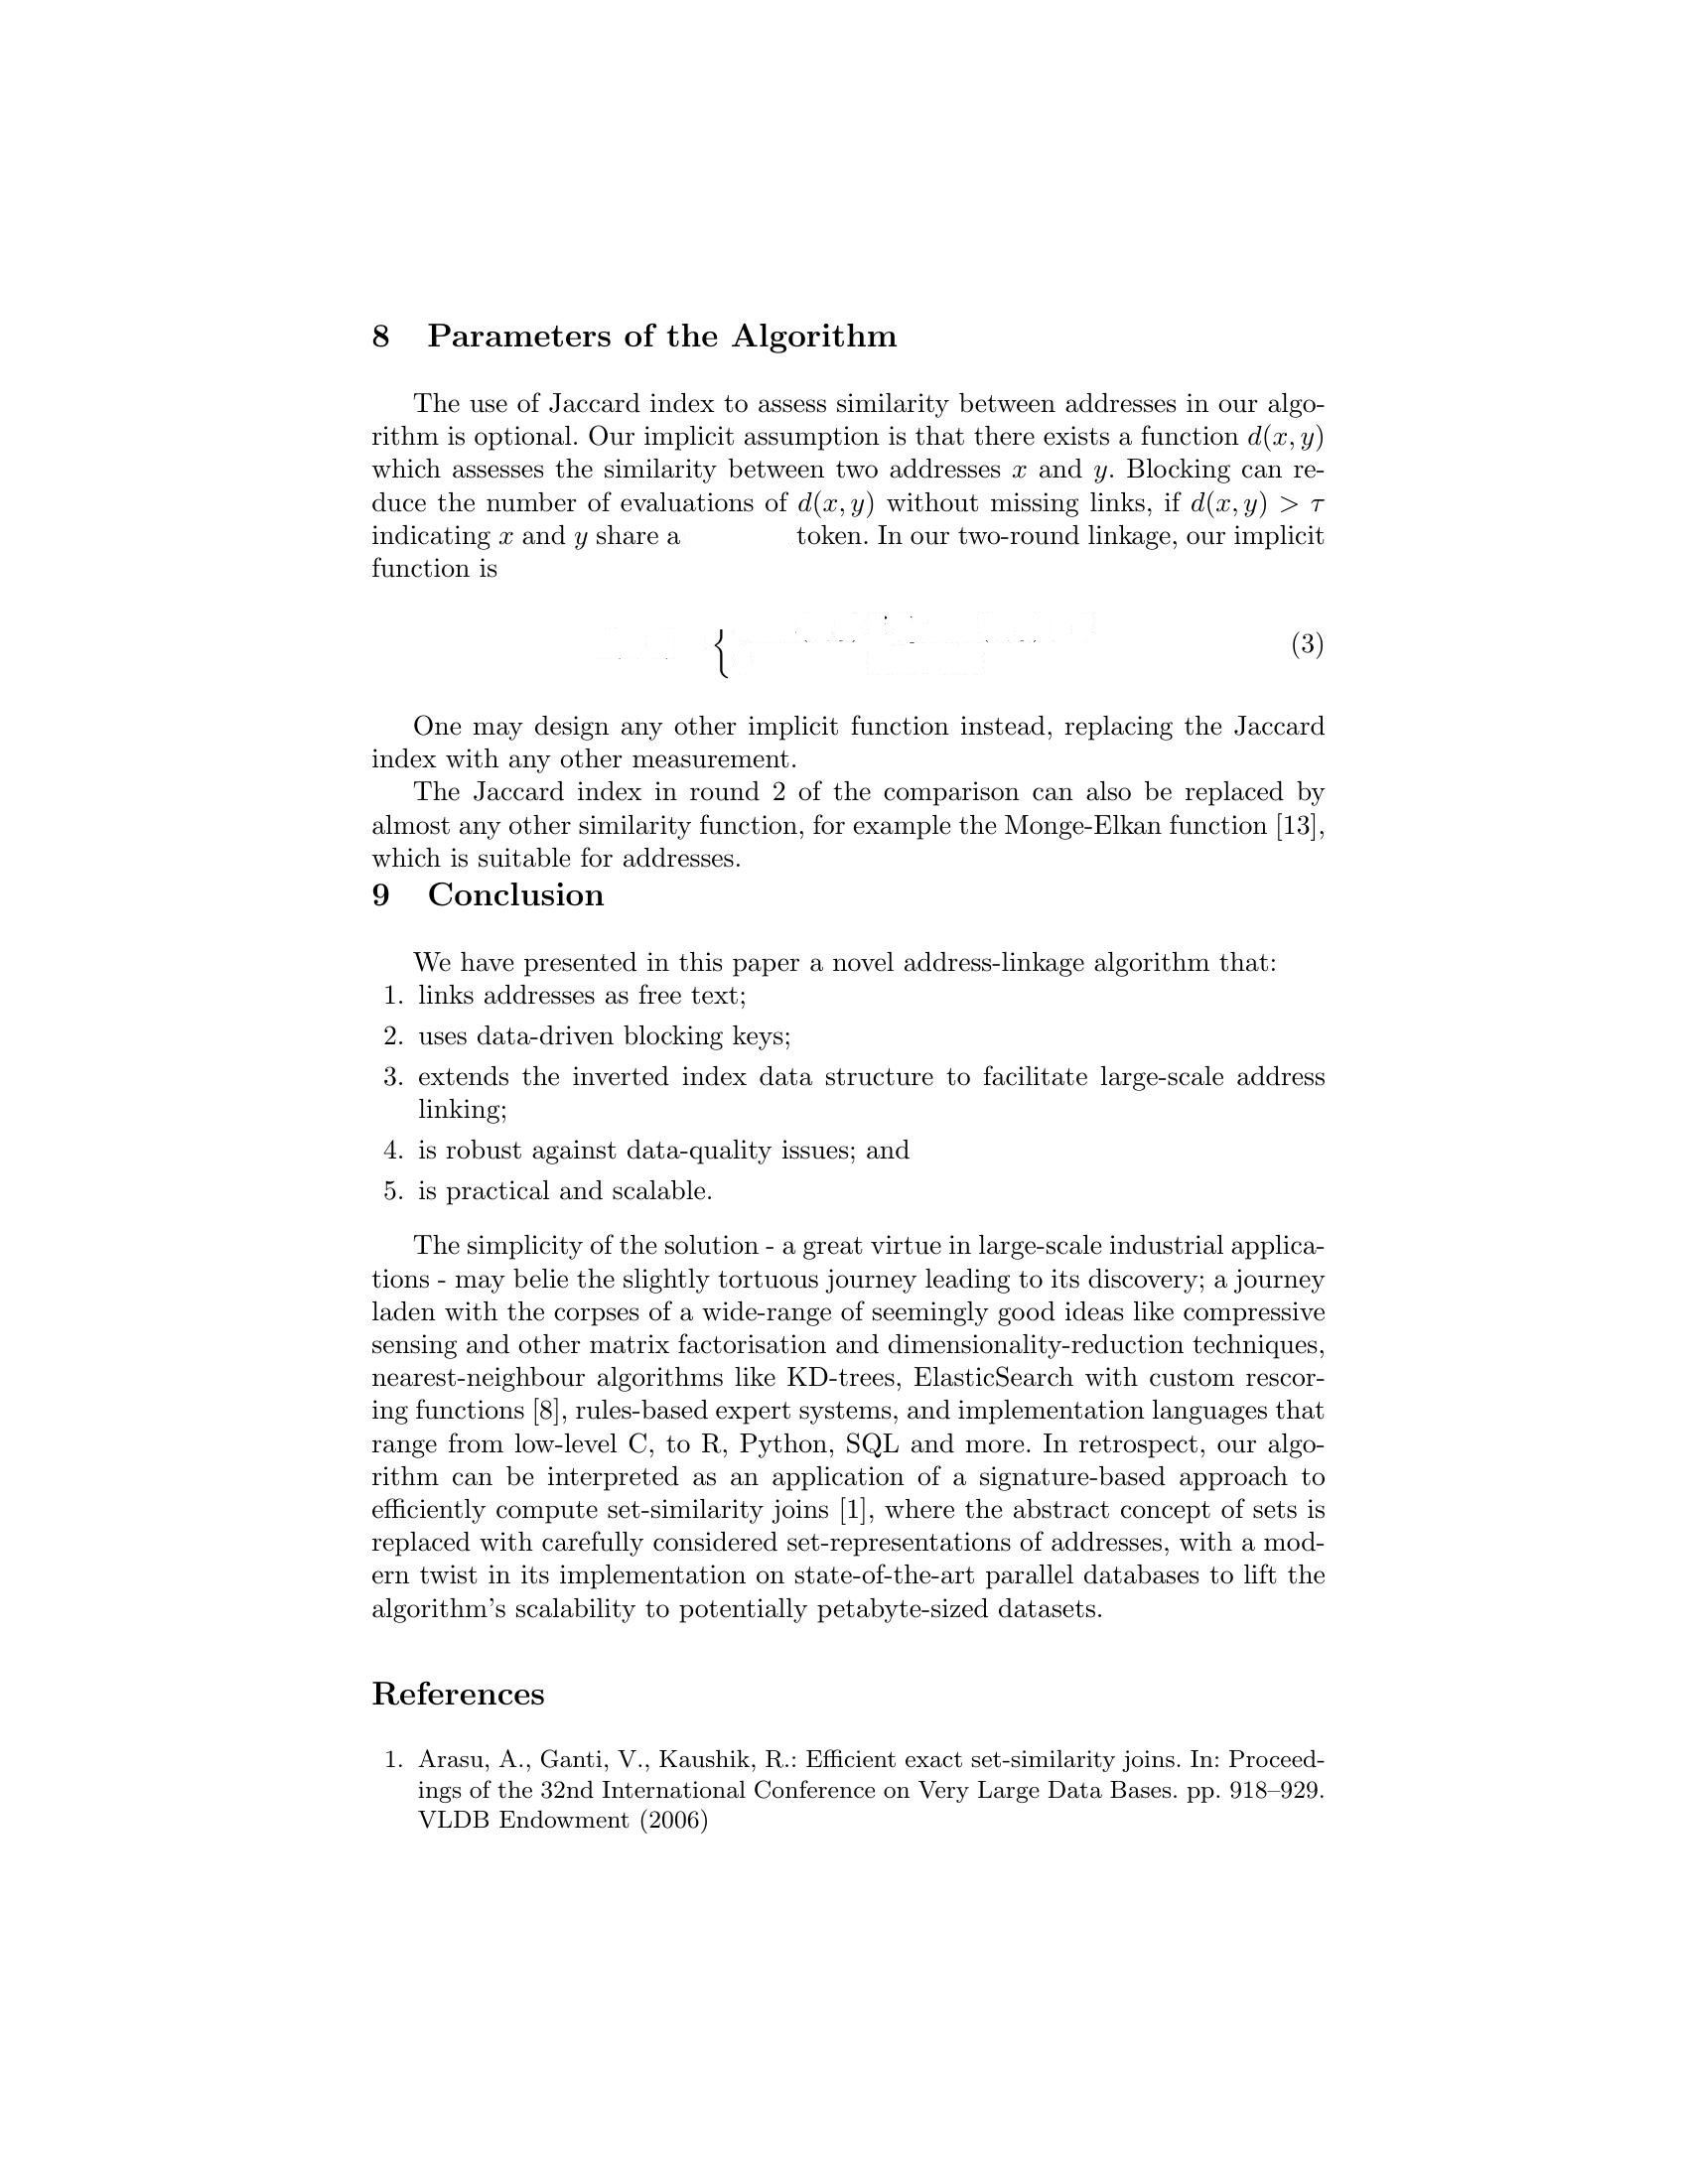 8 Parameters of the Algorithm
The use of Jaccard index to assess similarity between addresses in our algo-
rithm is optional. Our implicit assumption is that there exists a function d(x, y)
which assesses the similarity between two addresses x and y. Blocking can re-
duce the number of evaluations of d(x, y) without missing links, if d(x, y) > τ
indicating x and y share a token. In our two-round linkage, our implicit
function is
{ (3)
One may design any other implicit function instead, replacing the Jaccard
index with any other measurement.
The Jaccard index in round 2 of the comparison can also be replaced by
almost any other similarity function, for example the Monge-Elkan function [13],
which is suitable for addresses.
9 Conclusion
We have presented in this paper a novel address-linkage algorithm that:
1. links addresses as free text;
2. uses data-driven blocking keys;
3. extends the inverted index data structure to facilitate large-scale address
linking;
4. is robust against data-quality issues; and
5. is practical and scalable.
The simplicity of the solution - a great virtue in large-scale industrial applica-
tions - may belie the slightly tortuous journey leading to its discovery; a journey
laden with the corpses of a wide-range of seemingly good ideas like compressive
sensing and other matrix factorisation and dimensionality-reduction techniques,
nearest-neighbour algorithms like KD-trees, ElasticSearch with custom rescor-
ing functions [8], rules-based expert systems, and implementation languages that
range from low-level C, to R, Python, SQL and more. In retrospect, our algo-
rithm can be interpreted as an application of a signature-based approach to
efficiently compute set-similarity joins [1], where the abstract concept of sets is
replaced with carefully considered set-representations of addresses, with a mod-
ern twist in its implementation on state-of-the-art parallel databases to lift the
algorithm's scalability to potentially petabyte-sized datasets.
References
1. Arasu, A., Ganti, V., Kaushik, R.: Efficient exact set-similarity joins. In: Proceed-
ings of the 32nd International Conference on Very Large Data Bases. pp. 918–929.
VLDB Endowment (2006)